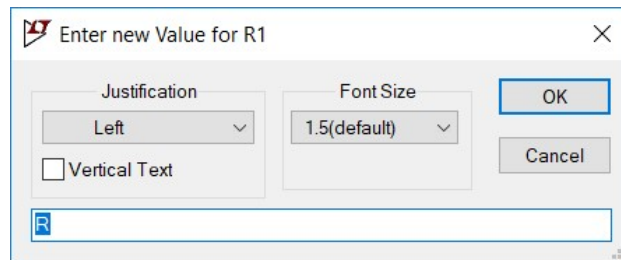 Enter new Value for R1
Justification
Font Size
OK
Left
1.5(default)
Vertical Text
Cancel
R